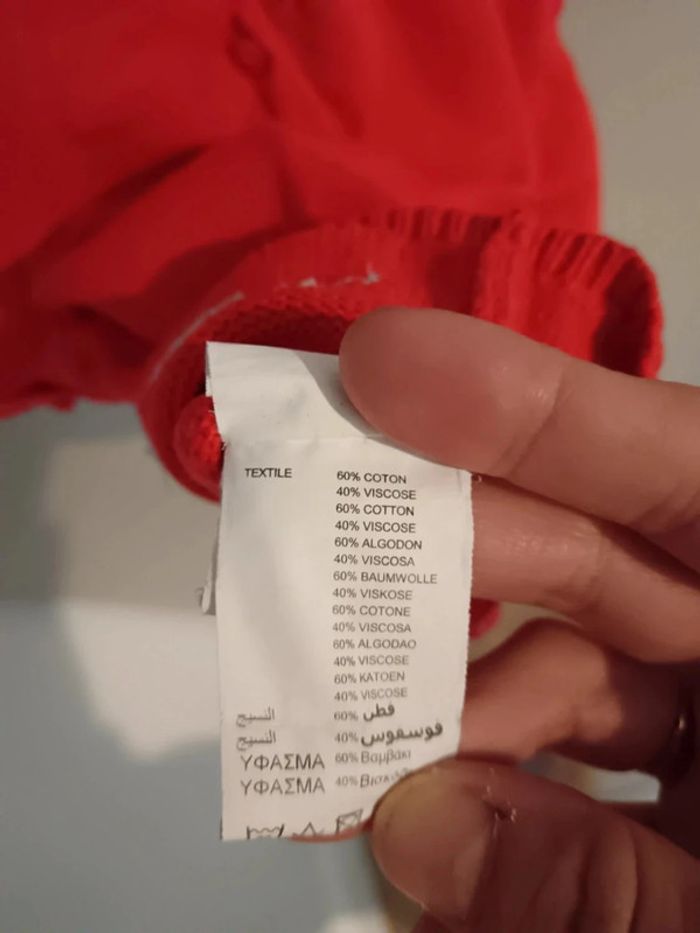 TEXTILE 60% COTON
40% VISCOSE
60% COTTON
40% VISCOSE
60% ALGODON
40% VISCOSA
60% BAUMWOLLE
40% VISKOSE
60% COTONE
40% VISCOSA
60% ALGODAO
40% VISCOSE
60% KATOEN
40% VISCOSE
النسيج 60% قطن
النسيج 40% فوسفوس
ΥΦΑΣΜΑ 60% Βαμβάκι
ΥΦΑΣΜΑ 40%